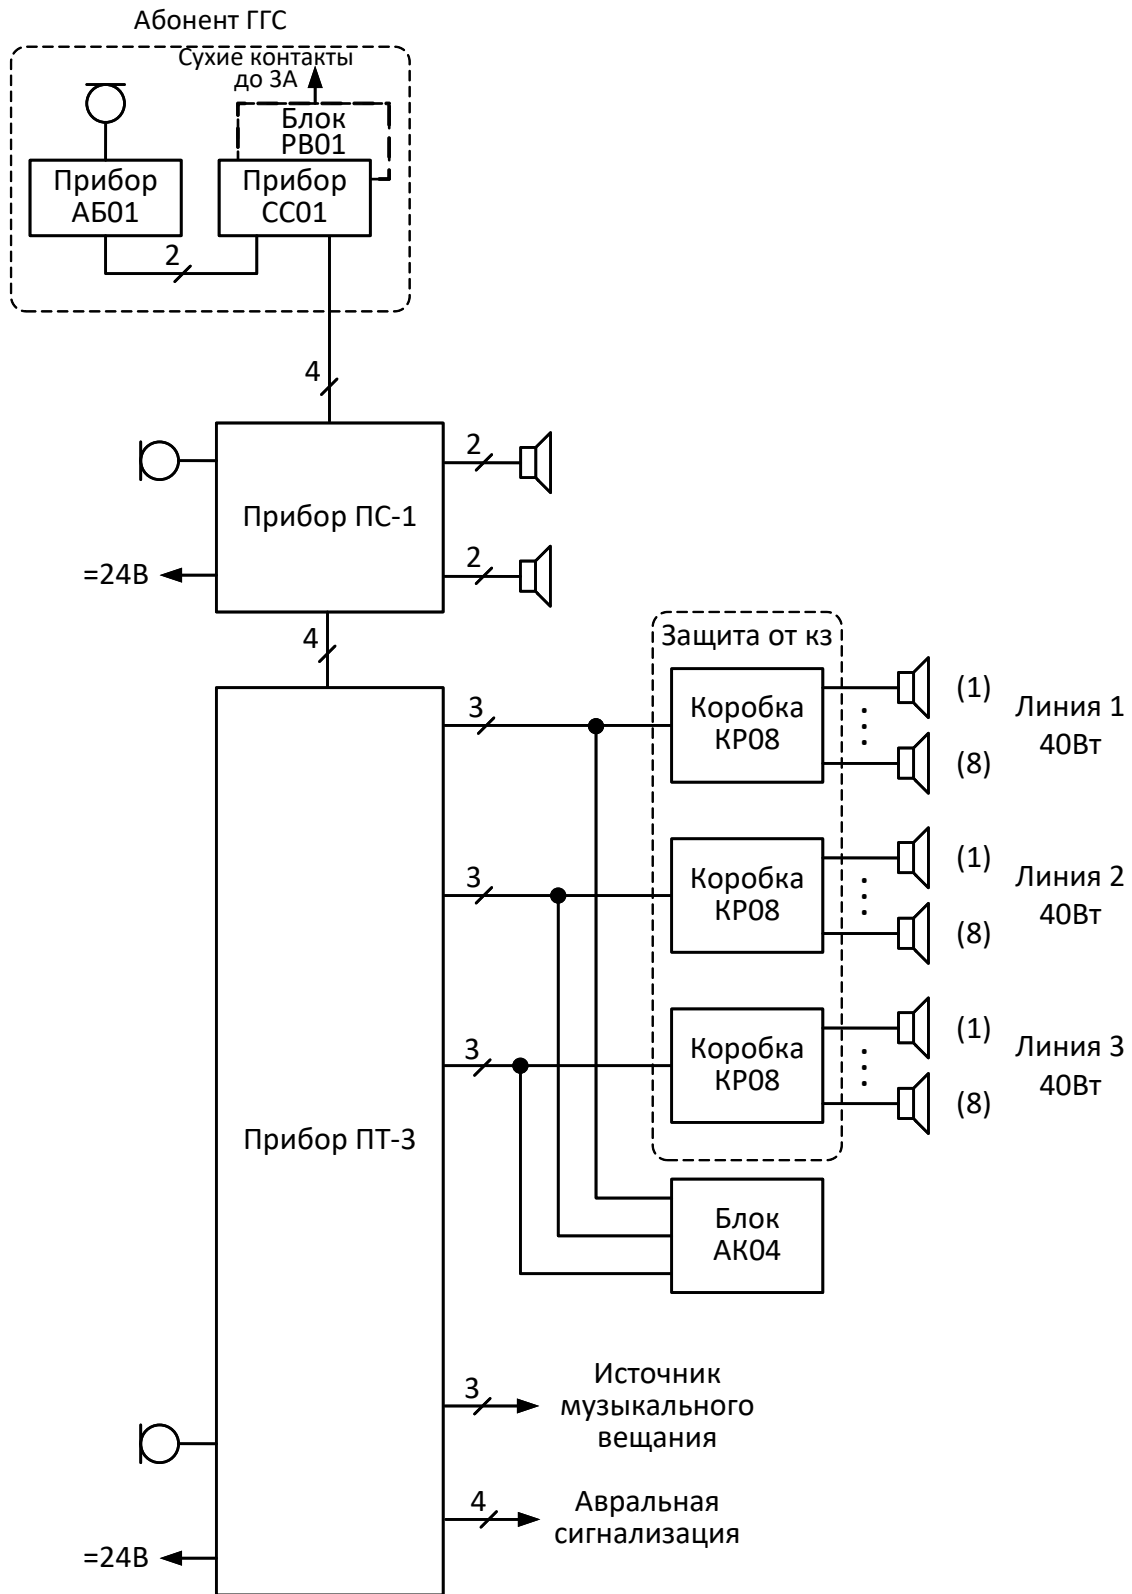 Абонент ГГС
Сухие контакты
до 3А
Блок
РВ01
Прибор
АБ01
Прибор
СС01
2
4
2
Прибор ПС-1
=24В
2
4
Защита от кз
3
Коробка
КР08
(1)
(8)
Линия 1
40Вт
3
Коробка
КР08
(1)
(8)
Линия 2
40Вт
3
Коробка
КР08
(1)
(8)
Линия 3
40Вт
Прибор ПТ-3
Блок
АК04
3
Источник
музыкального
вещания
4
Авральная
сигнализация
=24В